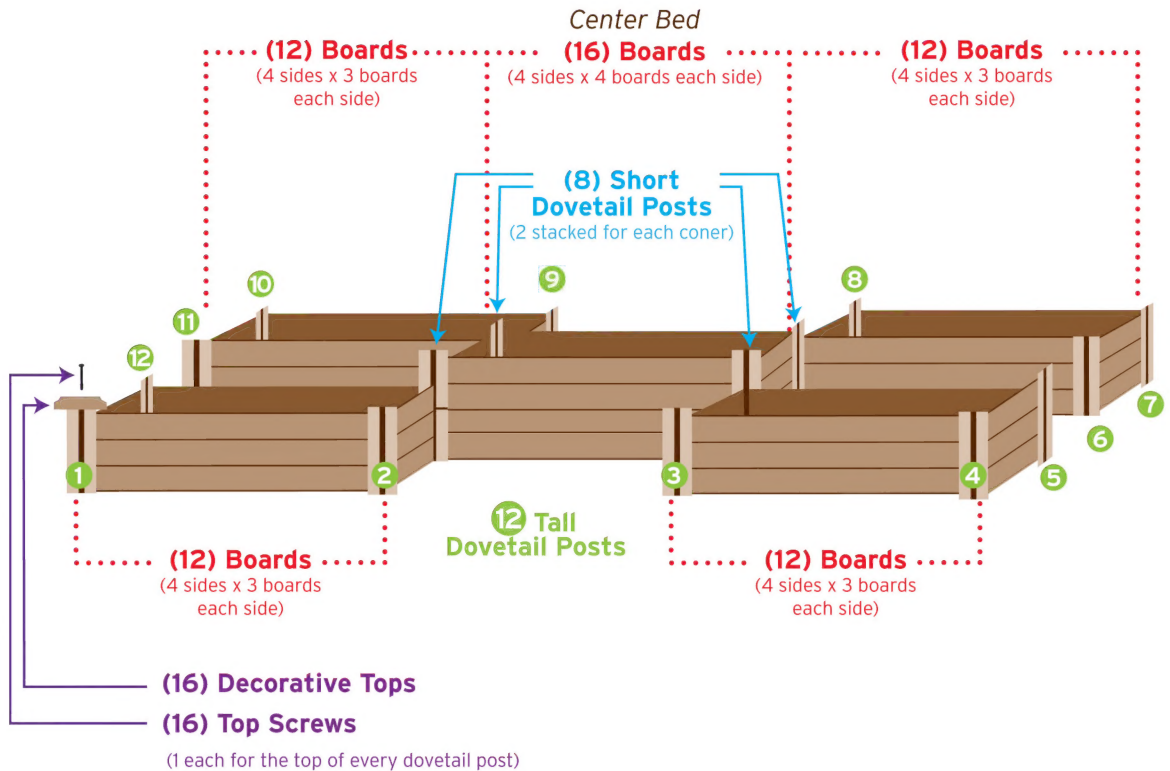 Center Bed
(12) Boards
(4 sides x 3 boards
each side)
(16) Boards
(4 sides x 4 boards each side)
(12) Boards
(4 sides x 3 boards
each side)
(8) Short
Dovetail Posts
(2 stacked for each coner)
10
9
8
11
12
7
6
1
2
3
4
5
12 Tall
Dovetail Posts
(12) Boards
(4 sides x 3 boards
each side)
(12) Boards
(4 sides x 3 boards
each side)
(16) Decorative Tops
(16) Top Screws
(1 each for the top of every dovetail post)